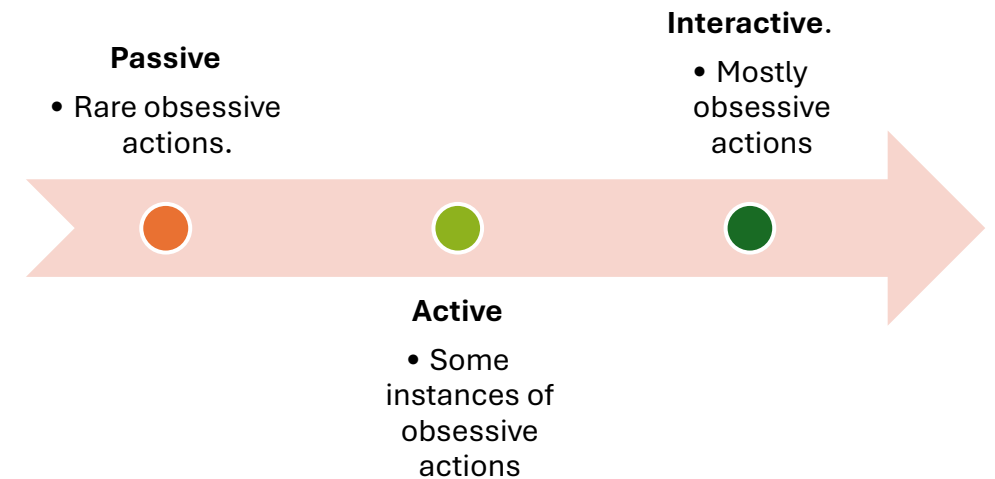 Passive
• Rare obsessive
actions.
Active
• Some
instances of
obsessive
actions
Interactive.
• Mostly
obsessive
actions